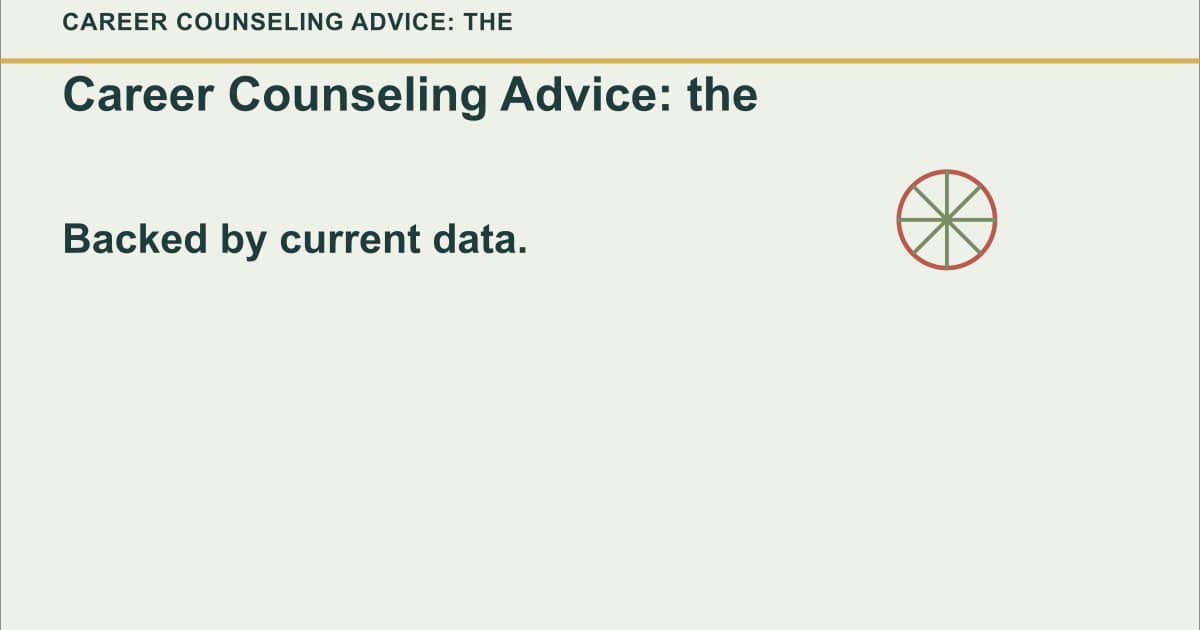 CAREER COUNSELING ADVICE: THE
Career Counseling Advice: the
Backed by current data.